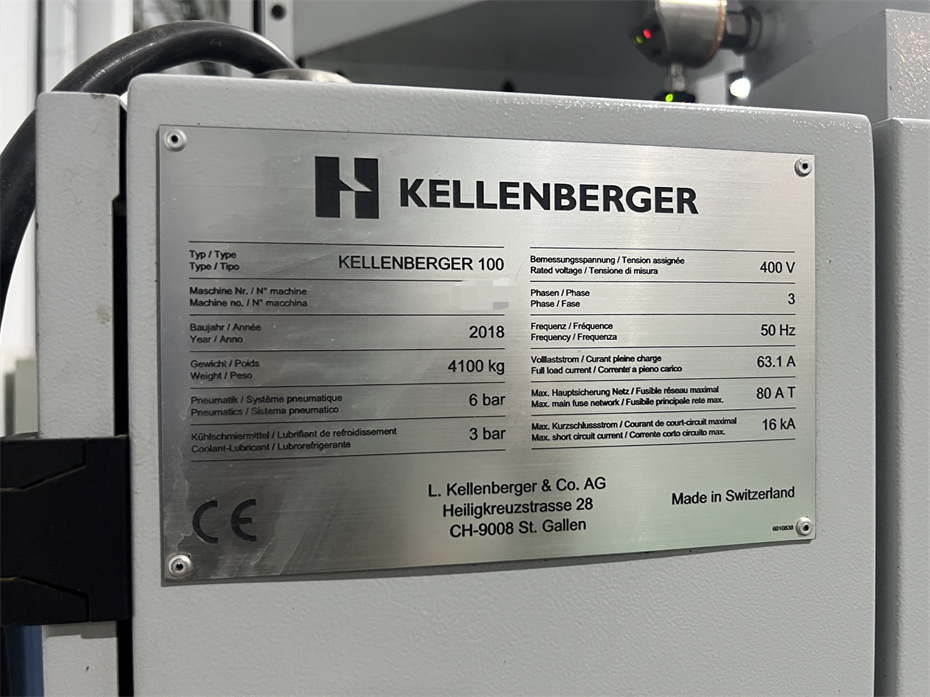 KELLENBERGER
Typ / Type
Type / Tipo
KELLENBERGER 100
Maschine Nr. / N° machine
Machine no. / N° macchina
Baujahr / Année
Year / Anno
2018
Gewicht / Poids
Weight / Peso
4100 kg
Pneumatik / Système pneumatique
Pneumatics / Sistema pneumatico
6 bar
Kühlschmiermittel / Lubrifiant de refroidissement
Coolant-Lubricant / Lubrorefrigerante
3 bar
Bemessungsspannung / Tension assignée
Rated voltage / Tensione di misura
400 V
Phasen / Phase
Phase / Fase
3
Frequenz / Fréquence
Frequency / Frequenza
50 Hz
Volllaststrom / Curant pleine charge
Full load current / Corrente a pieno carico
63.1 A
Max. Hauptsicherung Netz / Fusible réseau maximal
Max. main fuse network / Fusibile principale rete max.
80 A T
Max. Kurzschlussstrom / Courant de court-circuit maximal
Max. short circuit current / Corrente corto circuito max.
16 kA
CE
L. Kellenberger & Co. AG
Heiligkreuzstrasse 28
CH-9008 St. Gallen
Made in Switzerland
6010838